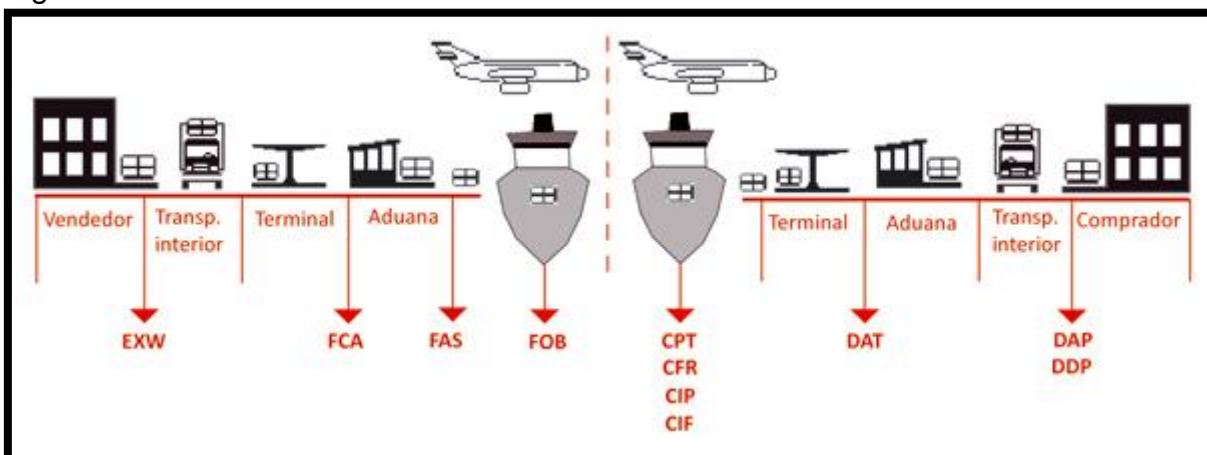 Vendedor
Transp.
interior
Terminal
Aduana
Terminal
Aduana
Transp.
interior
Comprador
EXW
FCA
FAS
FOB
CPT
CFR
CIP
CIF
DAT
DAP
DDP